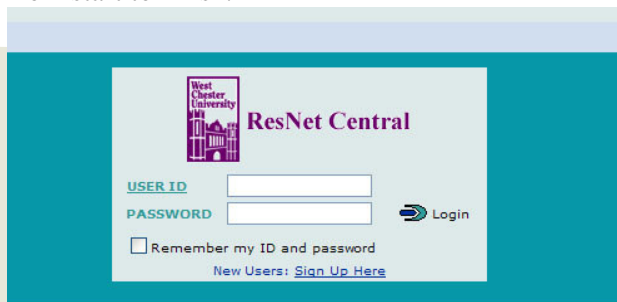 West
Chester
University
ResNet Central
USER ID
PASSWORD
Login
Remember my ID and password
New Users: Sign Up Here